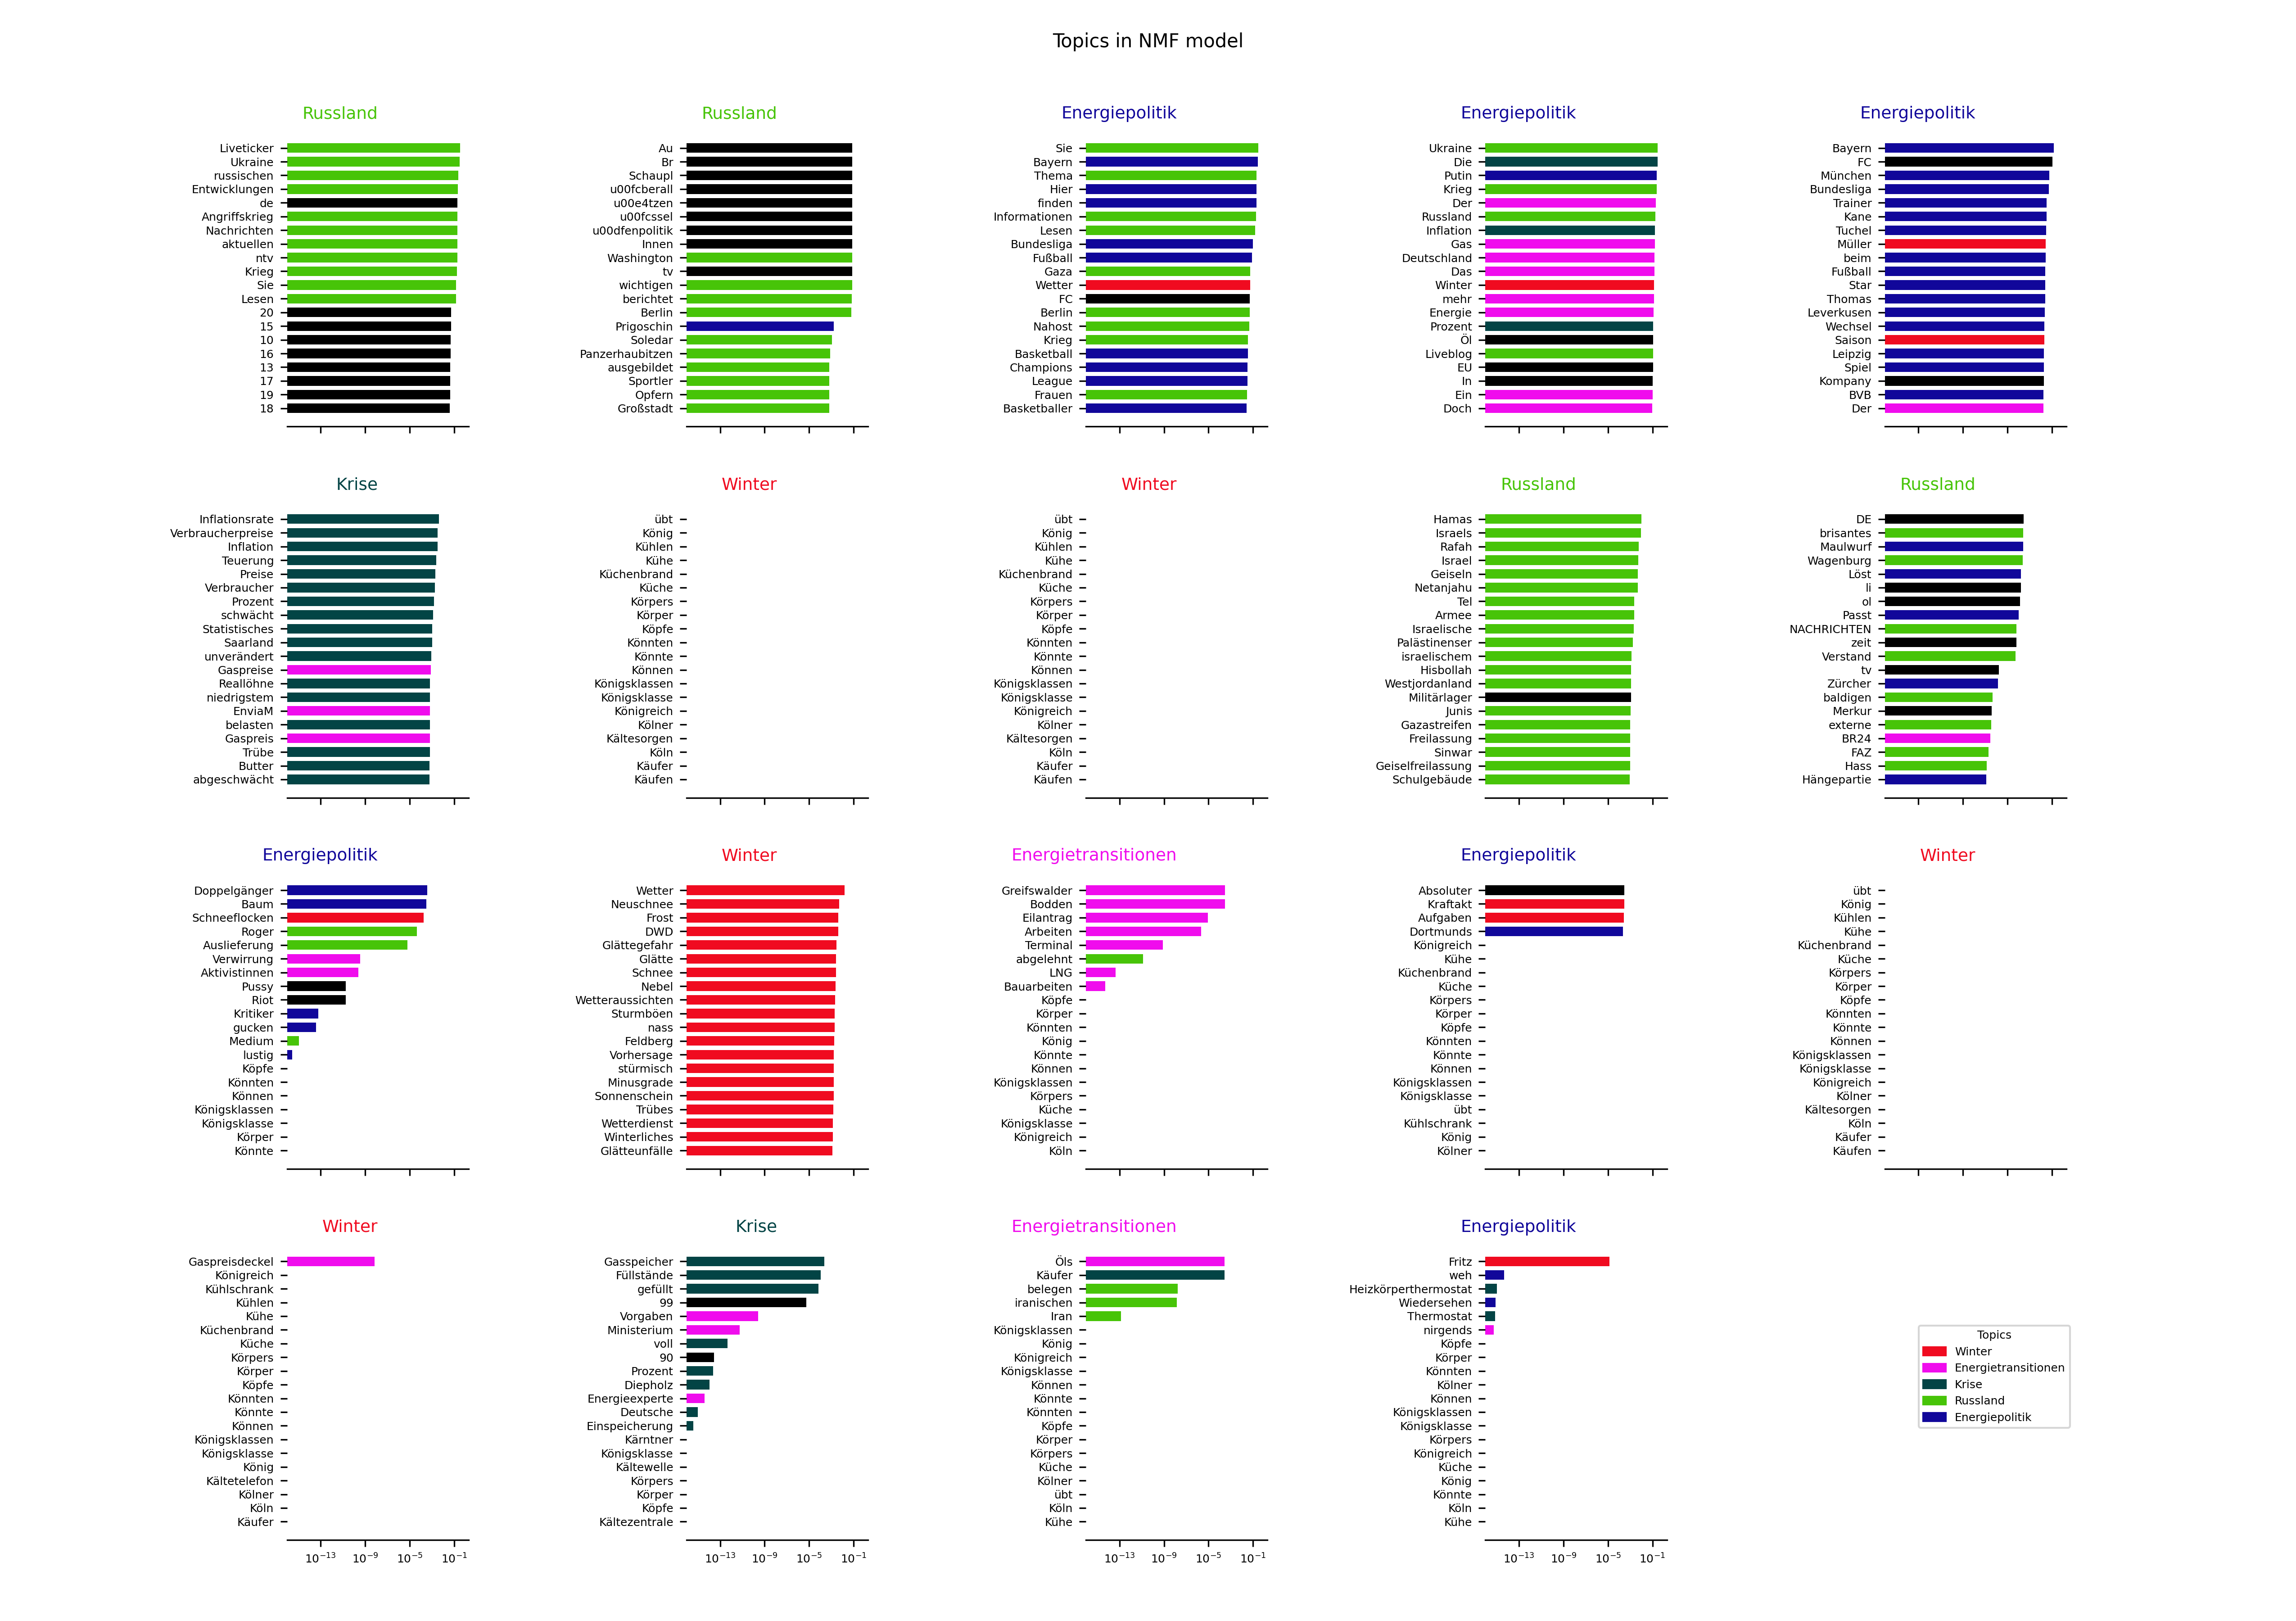 Topics in NMF model
Russland
Liveticker
Ukraine
russischen
Entwicklungen
de
Angriffskrieg
Nachrichten
aktuellen
ntv
Krieg
Sie
Lesen
20
15
10
16
13
17
19
18
Russland
Au
Br
Schaupl
u00fcberall
u00e4tzen
u00fcssel
u00dfenpolitik
Innen
Washington
tv
wichtigen
berichtet
Berlin
Prigoschin
Soledar
Panzerhaubitzen
ausgebildet
Sportler
Opfern
Großstadt
Energiepolitik
Sie
Bayern
Thema
Hier
finden
Informationen
Lesen
Bundesliga
Fußball
Gaza
Wetter
FC
Berlin
Nahost
Krieg
Basketball
Champions
League
Frauen
Basketballer
Energiepolitik
Ukraine
Die
Putin
Krieg
Der
Russland
Inflation
Gas
Deutschland
Das
Winter
mehr
Energie
Prozent
Öl
Liveblog
EU
In
Ein
Doch
Energiepolitik
Bayern
FC
München
Bundesliga
Trainer
Kane
Tuchel
Müller
beim
Fußball
Star
Thomas
Leverkusen
Wechsel
Saison
Leipzig
Spiel
Kompany
BVB
Der
Krise
Inflationsrate
Verbraucherpreise
Inflation
Teuerung
Preise
Verbraucher
Prozent
schwächt
Statistisches
Saarland
unverändert
Gaspreise
Reallöhne
niedrigstem
EnviaM
belasten
Gaspreis
Trübe
Butter
abgeschwächt
Winter
übt
König
Kühlen
Kühe
Küchenbrand
Küche
Körpers
Körper
Köpfe
Könnten
Könnte
Können
Königsklassen
Königsklasse
Königreich
Kölner
Kältesorgen
Köln
Käufer
Käufen
Winter
übt
König
Kühlen
Kühe
Küchenbrand
Küche
Körpers
Körper
Köpfe
Könnten
Könnte
Können
Königsklassen
Königsklasse
Königreich
Kölner
Kältesorgen
Köln
Käufer
Käufen
Russland
Hamas
Israels
Rafah
Israel
Geiseln
Netanjahu
Tel
Armee
Israelische
Palästinenser
israelischem
Hisbollah
Westjordanland
Militärlager
Junis
Gazastreifen
Freilassung
Sinwar
Geiselfreilassung
Schulgebäude
Russland
DE
brisantes
Maulwurf
Wagenburg
Löst
li
ol
Passt
NACHRICHTEN
zeit
Verstand
tv
Zürcher
baldigen
Merkur
externe
BR24
FAZ
Hass
Hängepartie
Energiepolitik
Doppelgänger
Baum
Schneeflocken
Roger
Auslieferung
Verwirrung
Aktivistinnen
Pussy
Riot
Kritiker
gucken
Medium
lustig
Köpfe
Könnten
Können
Königsklassen
Königsklasse
Körper
Könnte
Winter
Wetter
Neuschnee
Frost
DWD
Glättegefahr
Glätte
Schnee
Nebel
Wetteraussichten
Sturmböen
nass
Feldberg
Vorhersage
stürmisch
Minusgrade
Sonnenschein
Trübes
Wetterdienst
Winterliches
Glätteunfälle
Energietransitionen
Greifswalder
Bodden
Eilantrag
Arbeiten
Terminal
abgelehnt
LNG
Bauarbeiten
Köpfe
Körper
Könnten
König
Könnte
Können
Königsklassen
Körpers
Küche
Königsklasse
Königreich
Köln
Energiepolitik
Absoluter
Kraftakt
Aufgaben
Dortmunds
Königreich
Kühe
Küchenbrand
Küche
Körpers
Körper
Köpfe
Könnten
Könnte
Können
Königsklassen
Königsklasse
übt
Kühlschrank
König
Kölner
Winter
übt
König
Kühlen
Kühe
Küchenbrand
Küche
Körpers
Körper
Köpfe
Könnten
Könnte
Können
Königsklassen
Königsklasse
Königreich
Kölner
Kältesorgen
Köln
Käufer
Käufen
Winter
Gaspreisdeckel
Königreich
Kühlschrank
Kühlen
Kühe
Küchenbrand
Küche
Körpers
Körper
Köpfe
Könnten
Könnte
Können
Königsklassen
Königsklasse
König
Kältetelefon
Kölner
Köln
Käufer
10⁻¹³ 10⁻⁹ 10⁻⁵ 10⁻¹
Krise
Gasspeicher
Füllstände
gefüllt
99
Vorgaben
Ministerium
voll
90
Prozent
Diepholz
Energieexperte
Deutsche
Einspeicherung
Kärntner
Königsklasse
Kältewelle
Körpers
Körper
Köpfe
Kältezentrale
10⁻¹³ 10⁻⁹ 10⁻⁵ 10⁻¹
Energietransitionen
Öls
Käufer
belegen
iranischen
Iran
Königsklassen
König
Königreich
Königsklasse
Können
Könnte
Könnten
Köpfe
Körper
Körpers
Küche
Kölner
übt
Köln
Kühe
10⁻¹³ 10⁻⁹ 10⁻⁵ 10⁻¹
Energiepolitik
Fritz
weh
Heizkörperthermostat
Wiedersehen
Thermostat
nirgends
Köpfe
Körper
Könnten
Kölner
Können
Königsklassen
Königsklasse
Körpers
Königreich
Küche
König
Könnte
Köln
Kühe
10⁻¹³ 10⁻⁹ 10⁻⁵ 10⁻¹
Topics
Winter
Energietransitionen
Krise
Russland
Energiepolitik